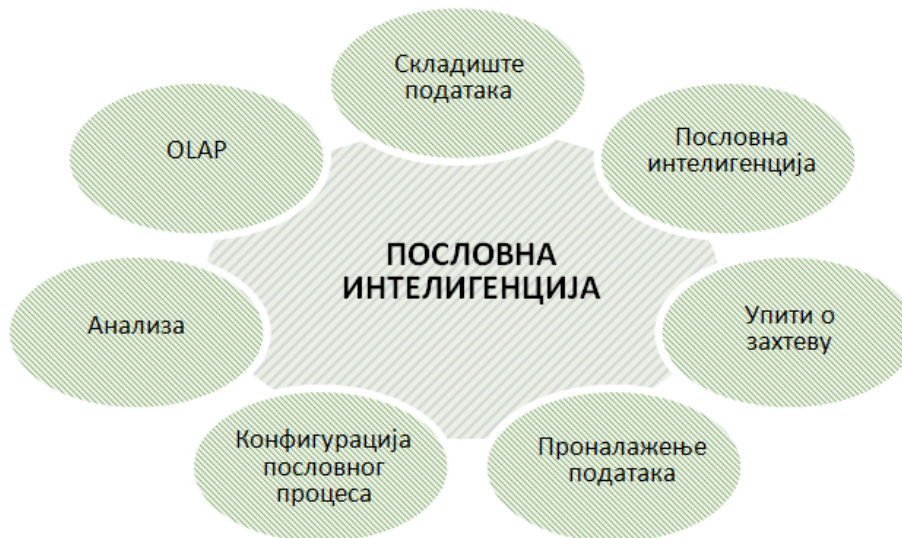 Складиште
података
Пословна
интелигенција
Упити о
захтеву
Проналажење
података
Конфигурација
пословног
процеса
Анализа
OLAP
ПОСЛОВНА
ИНТЕЛИГЕНЦИЈА